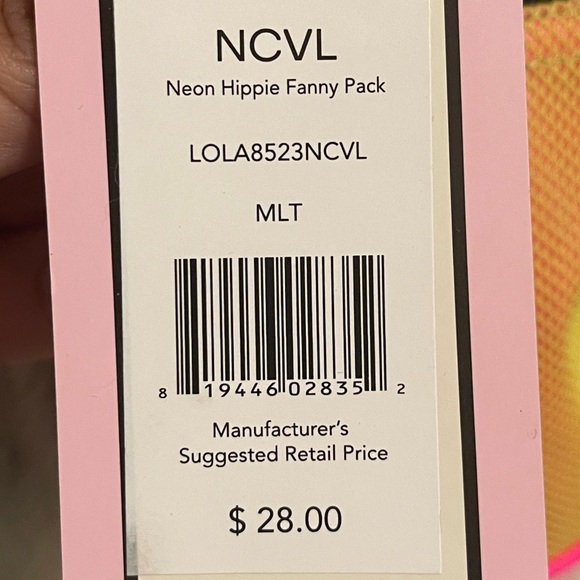 NCVL
Neon Hippie Fanny Pack
LOLA8523NCVL
MLT
8 19446 02835 2
Manufacturer's
Suggested Retail Price
$ 28.00